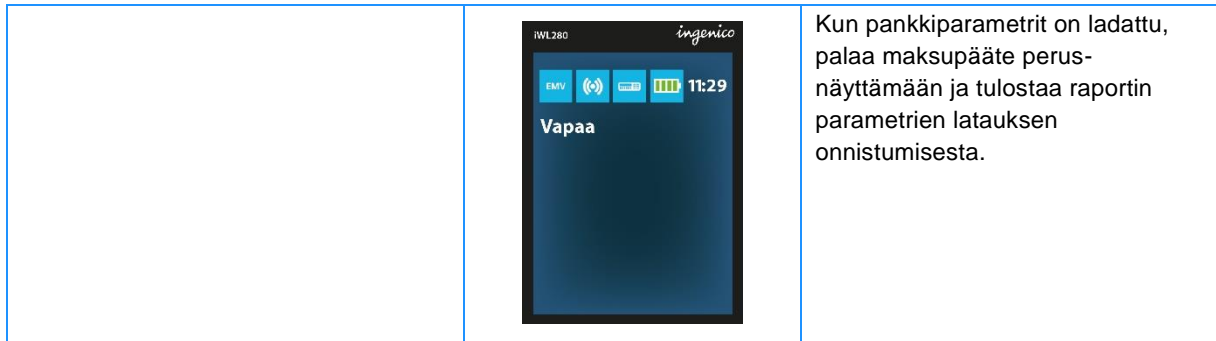 iWL280 ingenico
EMV 11:29
Vapaa
Kun pankkiparametrit on ladattu,
palaa maksupääte perus-
näyttämään ja tulostaa raportin
parametrien latauksen
onnistumisesta.